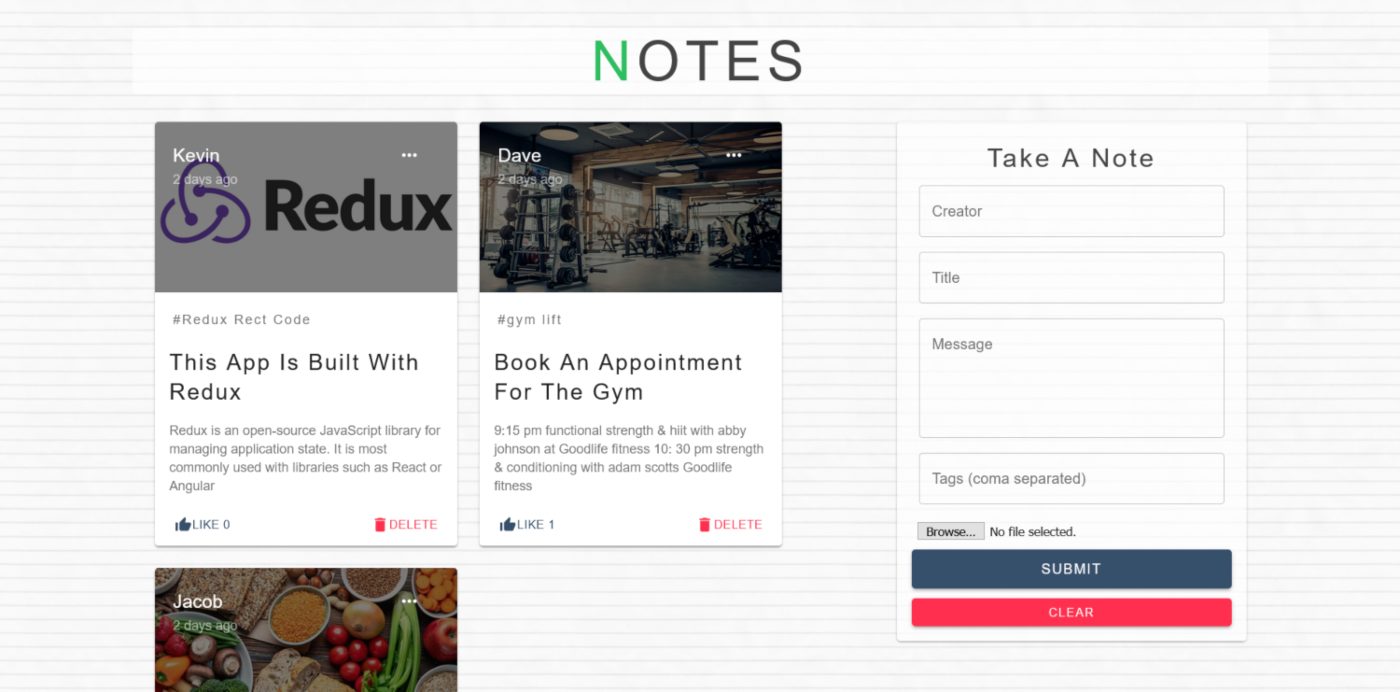 NOTES
Kevin
2 days ago
Redux
#Redux Rect Code
This App Is Built With
Redux
Redux is an open-source JavaScript library for
managing application state. It is most
commonly used with libraries such as React or
Angular
LIKE 0
DELETE
Dave
2 days ago
#gym lift
Book An Appointment
For The Gym
9:15 pm functional strength & hiit with abby
johnson at Goodlife fitness 10: 30 pm strength
& conditioning with adam scotts Goodlife
fitness
LIKE 1
DELETE
Jacob
2 days ago
Take A Note
Creator
Title
Message
Tags (coma separated)
Browse... No file selected.
SUBMIT
CLEAR